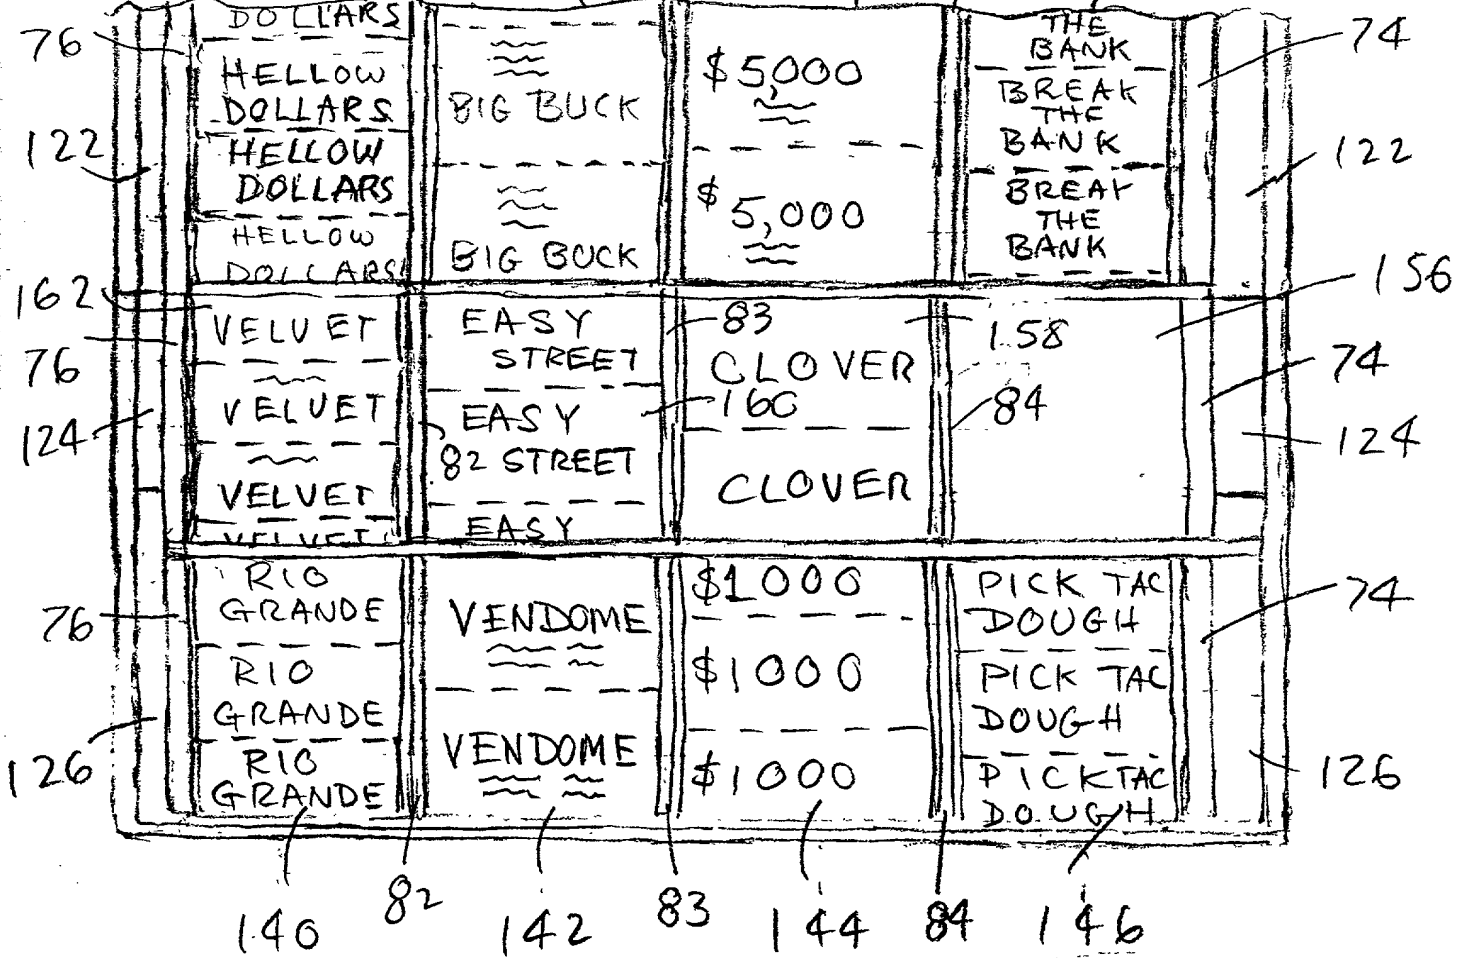 DOLLARS
HELLOW
DOLLARS
HELLOW
DOLLARS
HELLOW
DOLLARS
BIG BUCK
BIG BUCK
$5,000
$5,000
THE
BANK
BREAK
THE
BANK
BREAK
THE
BANK
76
122
74
122
162
76
124
VELVET
VELVET
VELVET
VELVET
EASY
STREET
EASY
82 STREET
EASY
83
160
CLOVER
CLOVER
158
84
156
74
124
76
126
RIO
GRANDE
RIO
GRANDE
RIO
GRANDE
VENDOME
VENDOME
$1000
$1000
$1000
PICK TAC
DOUGH
PICK TAC
DOUGH
PICK TAC
DOUGH
74
126
140 82 142 83 144 84 146